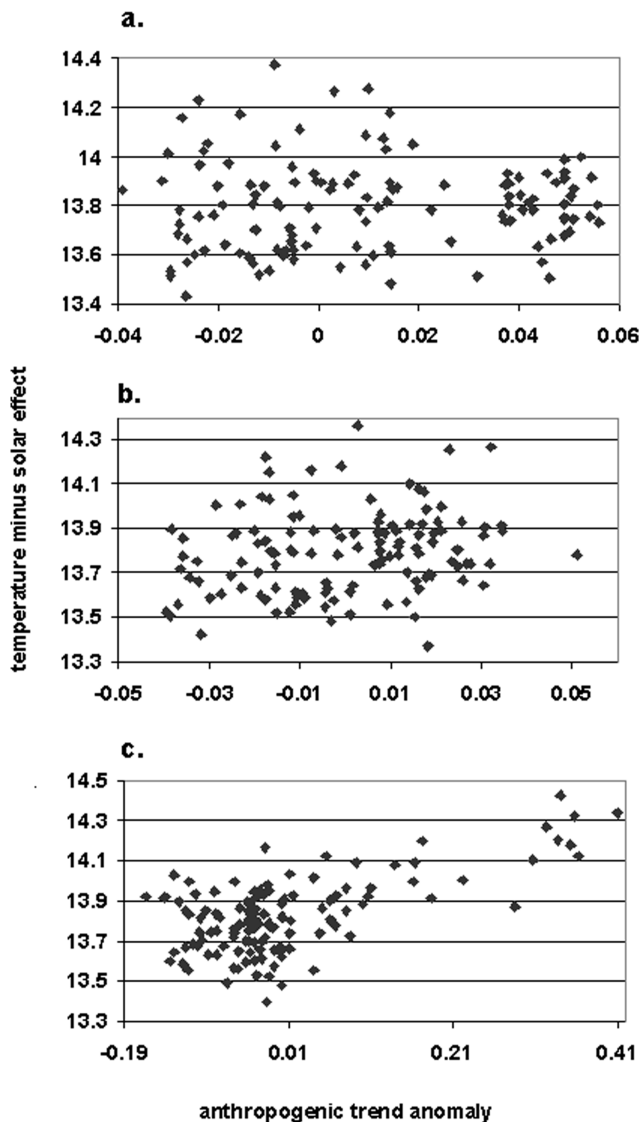 a.
14.4
14.2
14
13.8
13.6
13.4
-0.04 -0.02 0 0.02 0.04 0.06
temperature minus solar effect
b.
14.3
14.1
13.9
13.7
13.5
13.3
-0.05 -0.03 -0.01 0.01 0.03 0.05
c.
14.5
14.3
14.1
13.9
13.7
13.5
13.3
-0.19 0.01 0.21 0.41
anthropogenic trend anomaly